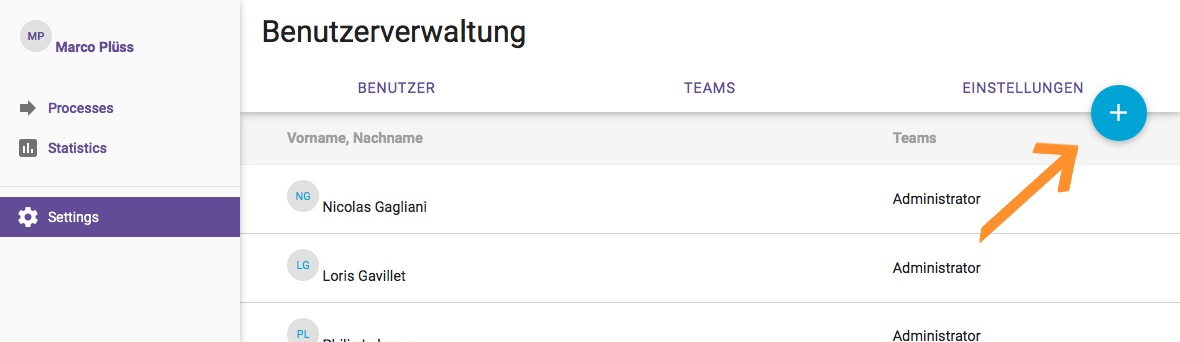 MP Marco Plüss
Processes
Statistics
Settings
Benutzerverwaltung
BENUTZER TEAMS EINSTELLUNGEN
+
Vorname, Nachname Teams
NG Nicolas Gagliani Administrator
LG Loris Gavillet Administrator
PL Administrator